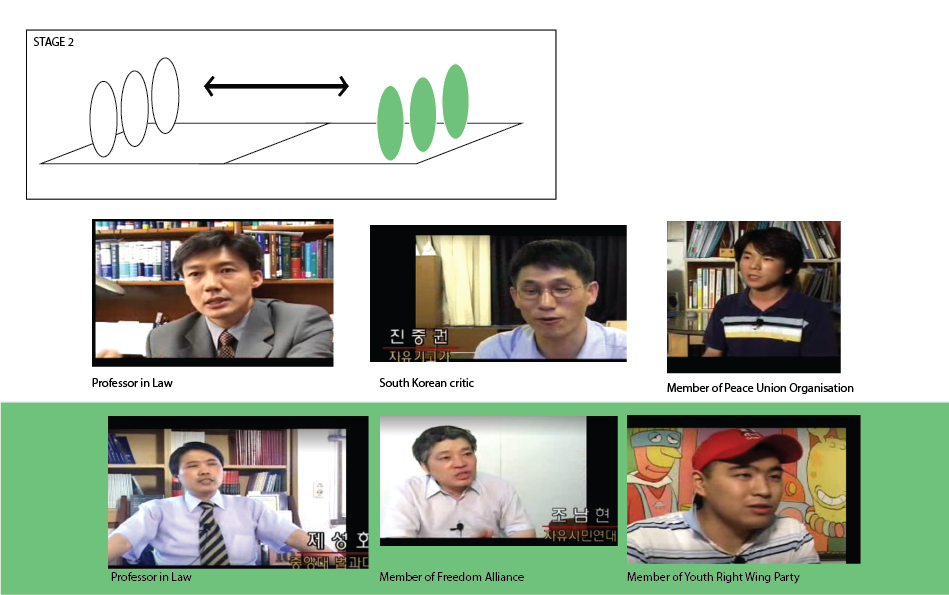 STAGE 2
진중권
자유기고가
Professor in Law
South Korean critic
Member of Peace Union Organisation
제성호
중앙대 법과대
조남현
자유시민연대
Professor in Law
Member of Freedom Alliance
Member of Youth Right Wing Party